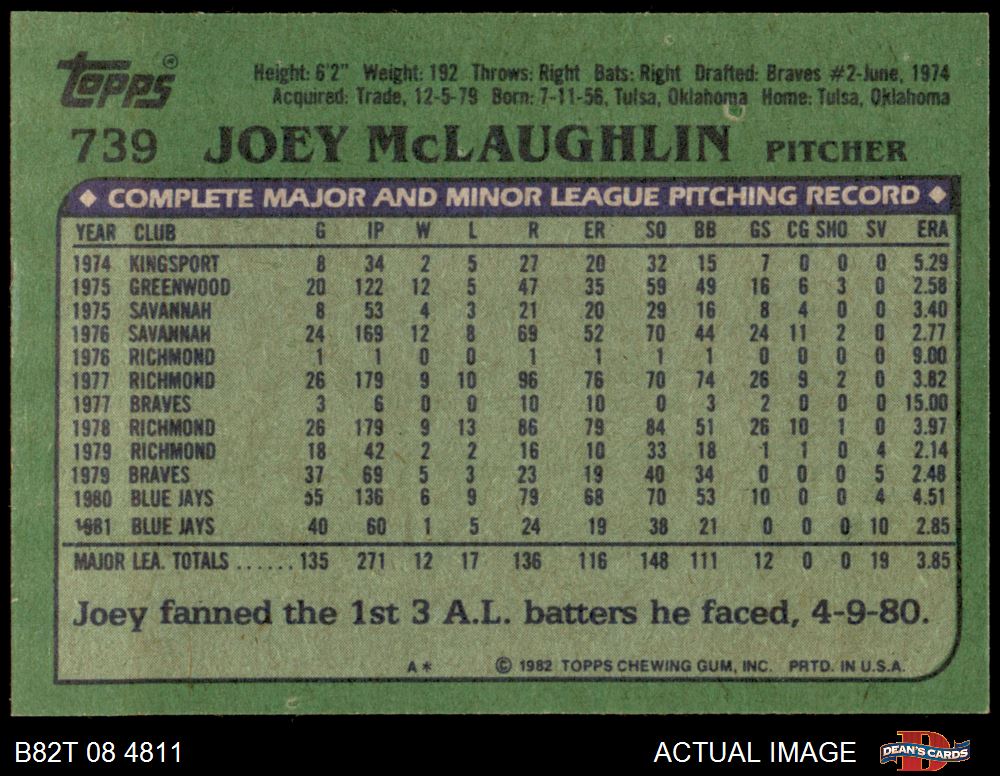 Topps®
Height: 6'2" Weight: 192 Throws: Right Bats: Right Drafted: Braves #2-June, 1974
Acquired: Trade, 12-5-79 Born: 7-11-56, Tulsa, Oklahoma Home: Tulsa, Oklahoma
739 JOEY McLAUGHLIN PITCHER
◆ COMPLETE MAJOR AND MINOR LEAGUE PITCHING RECORD ◆
YEAR CLUB G IP W L R ER SO BB GS CG SHO SV ERA
1974 KINGSPORT 8 34 2 5 27 20 32 15 7 0 0 0 5.29
1975 GREENWOOD 20 122 12 5 47 35 59 49 16 6 3 0 2.58
1975 SAVANNAH 8 53 4 3 21 20 29 16 8 4 0 0 3.40
1976 SAVANNAH 24 169 12 8 69 52 70 44 24 11 2 0 2.77
1976 RICHMOND 1 1 0 0 1 1 1 1 0 0 0 0 9.00
1977 RICHMOND 26 179 9 10 96 76 70 74 26 9 2 0 3.82
1977 BRAVES 3 6 0 0 10 10 0 3 2 0 0 0 15.00
1978 RICHMOND 26 179 9 13 86 79 84 51 26 10 1 0 3.97
1979 RICHMOND 18 42 2 2 16 10 33 18 1 1 0 4 2.14
1979 BRAVES 37 69 5 3 23 19 40 34 0 0 0 5 2.48
1980 BLUE JAYS 55 136 6 9 79 68 70 53 10 0 0 4 4.51
1981 BLUE JAYS 40 60 1 5 24 19 38 21 0 0 0 10 2.85
MAJOR LEA. TOTALS ...... 135 271 12 17 136 116 148 111 12 0 0 19 3.85
Joey fanned the 1st 3 A.L. batters he faced, 4-9-80.
A* © 1982 TOPPS CHEWING GUM, INC. PRTD. IN U.S.A.
B82T 08 4811 ACTUAL IMAGE D DEAN'S CARDS